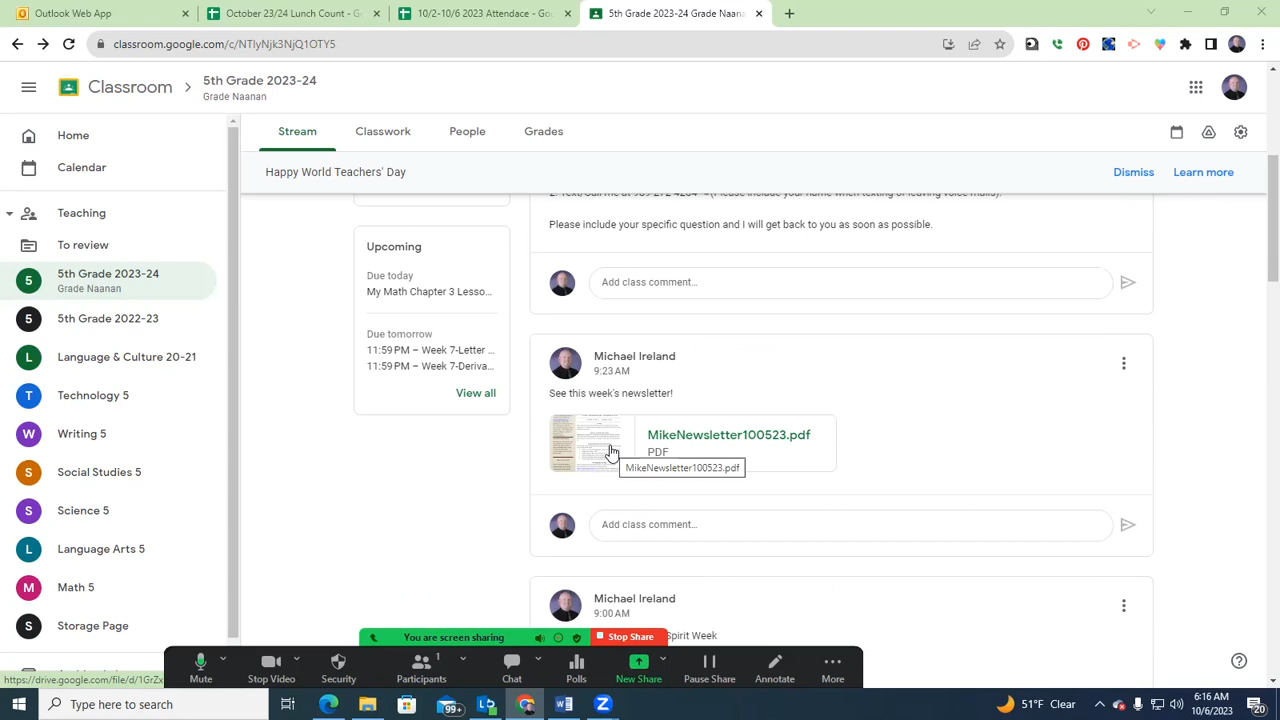 Outlook Web App
October 23/24 Lunch Count - G
10/2-10/6 2023 Attendace - Gou
5th Grade 2023-24 Grade Naana
classroom.google.com/c/NTIyNjk3NjQ1OTY5
Classroom
5th Grade 2023-24
Grade Naanan
Home
Calendar
Teaching
To review
5
5th Grade 2023-24
Grade Naanan
5
5th Grade 2022-23
L
Language & Culture 20-21
T
Technology 5
W
Writing 5
S
Social Studies 5
S
Science 5
L
Language Arts 5
M
Math 5
S
Storage Page
Stream Classwork People Grades
Happy World Teachers' Day
Dismiss Learn more
Please include your specific question and I will get back to you as soon as possible.
Upcoming
Due today
My Math Chapter 3 Lesso...
Due tomorrow
11:59 PM – Week 7-Letter ...
11:59 PM – Week 7-Deriva...
View all
Add class comment...
Michael Ireland
9:23 AM
See this week's newsletter!
MikeNewsletter100523.pdf
PDF
MikeNewsletter100523.pdf
Add class comment...
Michael Ireland
9:00 AM
Spirit Week
You are screen sharing
Stop Share
Mute
Stop Video
Security
1
Participants
Chat
Polls
New Share
Pause Share
Annotate
More
https://drive.google.com/file/d/1GrZx
Type here to search
99+
51°F Clear
6:16 AM
10/6/2023
20